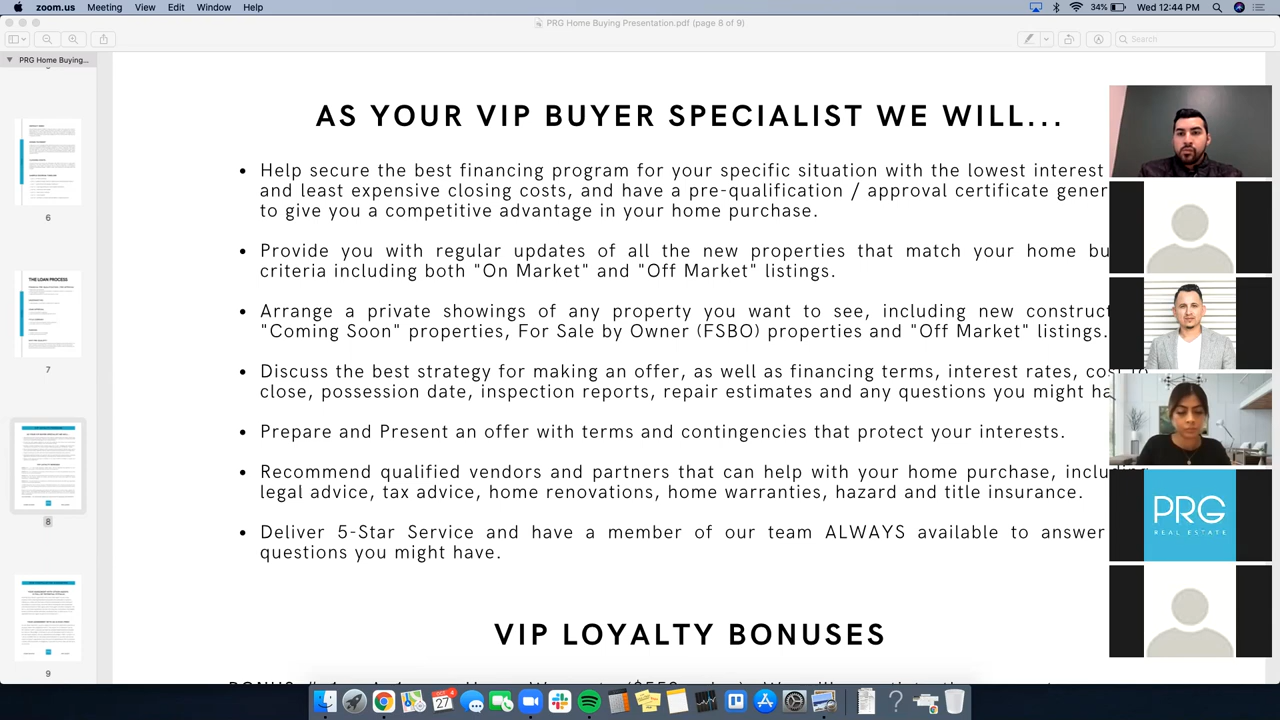 zoom.us Meeting View Edit Window Help 34% Wed 12:44 PM
PRG Home Buying Presentation.pdf (page 8 of 9)
Search
PRG Home Buying...
AS YOUR VIP BUYER SPECIALIST WE WILL...
Help secure the best financing program for your specific situation with the lowest interest
and least expensive closing costs, and have a pre-qualification / approval certificate gener
to give you a competitive advantage in your home purchase.
Provide you with regular updates of all the new properties that match your home bu
criteria including both "On Market" and "Off Market" listings
Arrange a private showings of any property you want to see, including new construct
"Coming Soon" properties, For Sale by Owner (FSBO) properties and "Off Market" listings.
Discuss the best strategy for making an offer, as well as financing terms, interest rates, cost to
close, possession date, inspection reports, repair estimates and any questions you might ha
Prepare and Present an offer with terms and contingencies that protect your interests.
Recommend qualified vendors and partners that can help with your home purchase, including
legal advice, tax advice, home renovations, home warranties, hazard and title insurance.
Deliver 5-Star Service and have a member of our team ALWAYS available to answer
questions you might have.
VIP LOYALTY BONUSES
6
THE LOAN PROCESS
7
8
9
PRG
REAL ESTATE